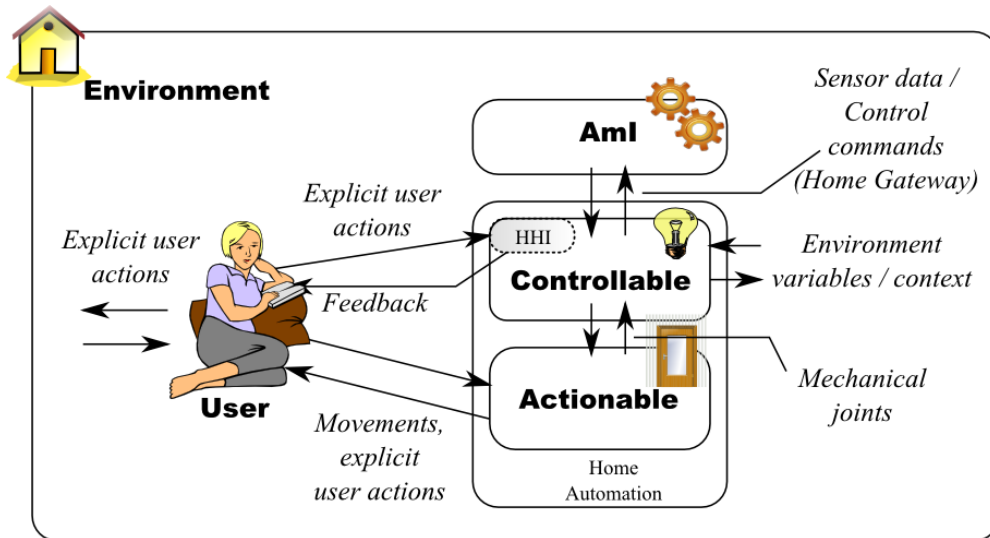 Environment
AmI
Sensor data /
Control
commands
(Home Gateway)
Explicit user
actions
HHI
Explicit user
actions
Controllable
Environment
variables / context
Feedback
User
Actionable
Mechanical
joints
Movements,
explicit
user actions
Home
Automation